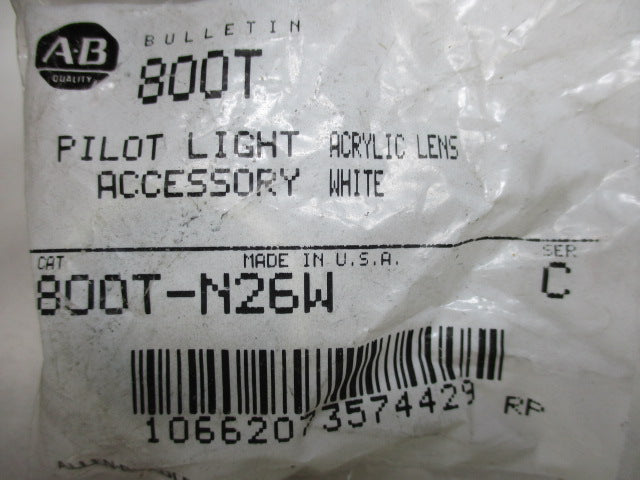 A-B
QUALITY
BULLETIN
800T
PILOT LIGHT ACRYLIC LENS
ACCESSORY WHITE
CAT MADE IN U.S.A. SER
800T-N26W C
10662073574429 RP